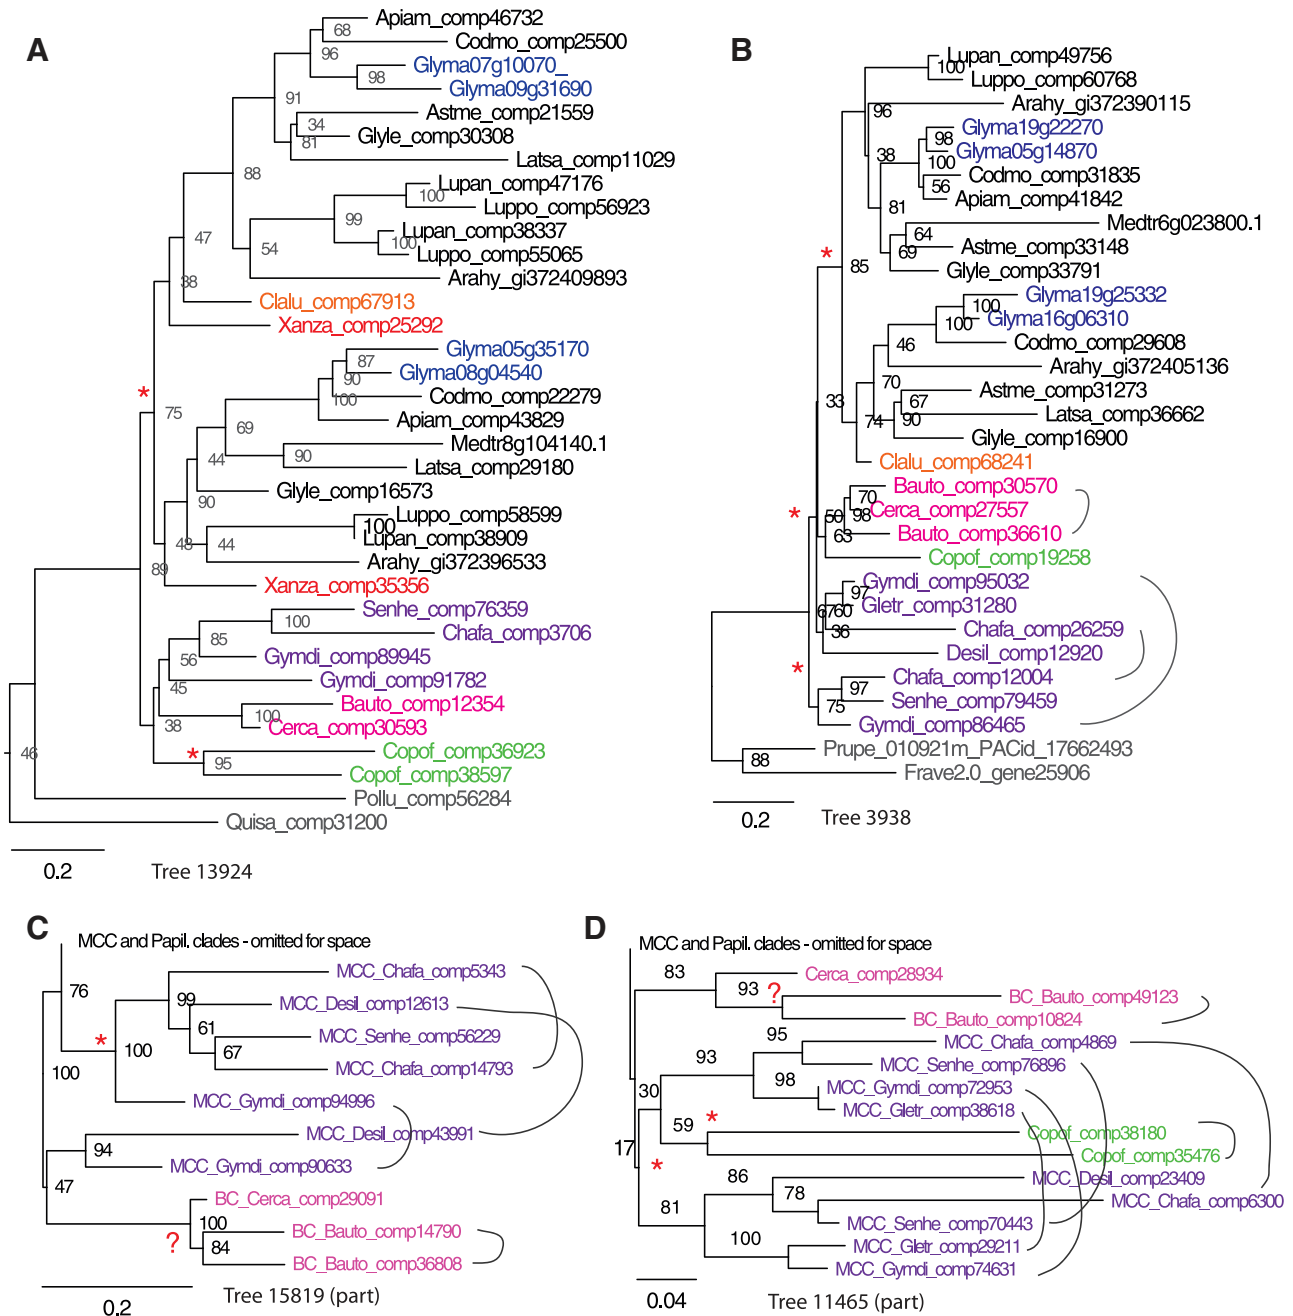 A
Apiam_comp46732
68
Codmo_comp25500
96
Glyma07g10070_
98
Glyma09g31690
91
Astme_comp21559
34
Glyle_comp30308
81
Latsa_comp11029
88
Lupan_comp47176
100
Luppo_comp56923
99
Lupan_comp38337
47
100
Luppo_comp55065
54
Arahy_gi372409893
38
Clalu_comp67913
Xanza_comp25292
Glyma05g35170
87
Glyma08g04540
90
*
Codmo_comp22279
100
75
Apiam_comp43829
69
Medtr8g104140.1
90
44
Latsa_comp29180
Glyle_comp16573
90
Luppo_comp58599
100
Lupan_comp38909
48
44
Arahy_gi372396533
89
Xanza_comp35356
Senhe_comp76359
100
Chafa_comp3706
85
Gymdi_comp89945
56
Gymdi_comp91782
45
Bauto_comp12354
100
38
Cerca_comp30593
Copof_comp36923
*
46
95
Copof_comp38597
Pollu_comp56284
Quisa_comp31200
0.2
Tree 13924
B
Lupan_comp49756
100
Luppo_comp60768
Arahy_gi372390115
96
Glyma19g22270
98
Glyma05g14870
38
100
Codmo_comp31835
56
Apiam_comp41842
81
Medtr6g023800.1
64
Astme_comp33148
*
69
85
Glyle_comp33791
Glyma19g25332
100
Glyma16g06310
100
Codmo_comp29608
46
Arahy_gi372405136
70
Astme_comp31273
33
67
Latsa_comp36662
74
90
Glyle_comp16900
Clalu_comp68241
Bauto_comp30570
70
*
50
98
Cerca_comp27557
63
Bauto_comp36610
Copof_comp19258
Gymdi_comp95032
97
67
60
Gletr_comp31280
36
Chafa_comp26259
Desil_comp12920
*
Chafa_comp12004
97
Senhe_comp79459
75
Gymdi_comp86465
Prupe_010921m_PACid_17662493
88
Frave2.0_gene25906
0.2
Tree 3938
C
MCC and Papil. clades - omitted for space
MCC_Chafa_comp5343
76
99
MCC_Desil_comp12613
61
MCC_Senhe_comp56229
*
100
67
MCC_Chafa_comp14793
100
MCC_Gymdi_comp94996
MCC_Desil_comp43991
94
MCC_Gymdi_comp90633
47
BC_Cerca_comp29091
100
BC_Bauto_comp14790
?
84
BC_Bauto_comp36808
0.2
Tree 15819 (part)
D
MCC and Papil. clades - omitted for space
83
Cerca_comp28934
93
?
BC_Bauto_comp49123
BC_Bauto_comp10824
95
MCC_Chafa_comp4869
93
MCC_Senhe_comp76896
98
MCC_Gymdi_comp72953
30
MCC_Gletr_comp38618
*
59
Copof_comp38180
17
*
Copof_comp35476
86
MCC_Desil_comp23409
78
MCC_Chafa_comp6300
81
MCC_Senhe_comp70443
100
MCC_Gletr_comp29211
MCC_Gymdi_comp74631
0.04
Tree 11465 (part)